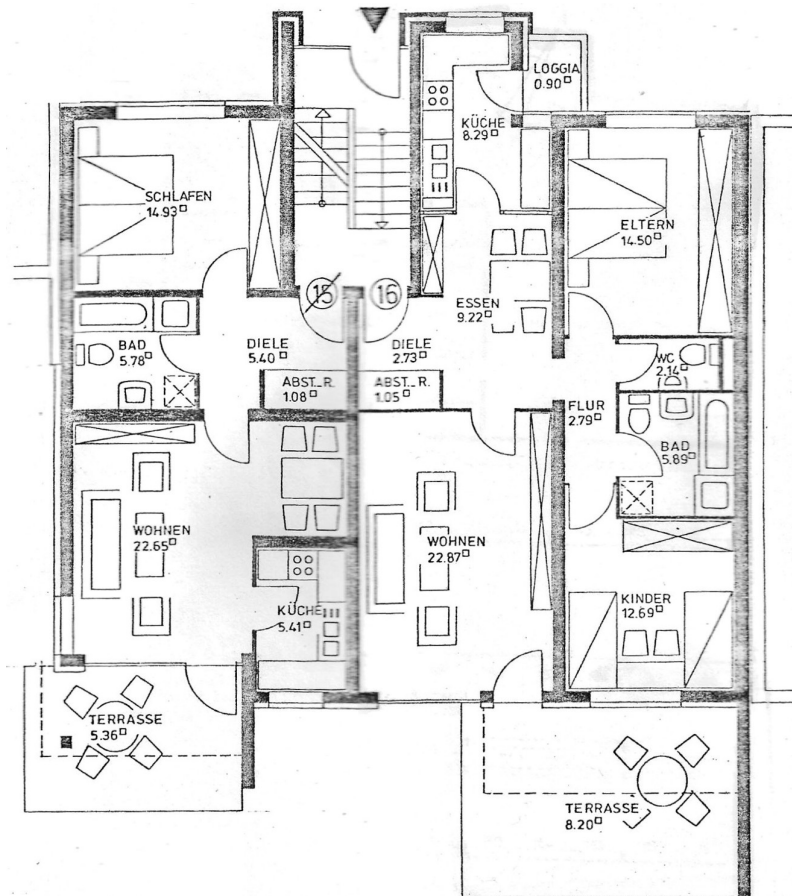 LOGGIA
0.90
KÜCHE
8.29
SCHLAFEN
14.93
ELTERN
14.50
15
16
ESSEN
9.22
BAD
5.78
DIELE
5.40
DIELE
2.73
WC
2.14
ABST._R.
1.08
ABST._R.
1.05
FLUR
2.79
BAD
5.89
WOHNEN
22.65
WOHNEN
22.87
KÜCHE
5.41
KINDER
12.69
TERRASSE
5.36
TERRASSE
8.20